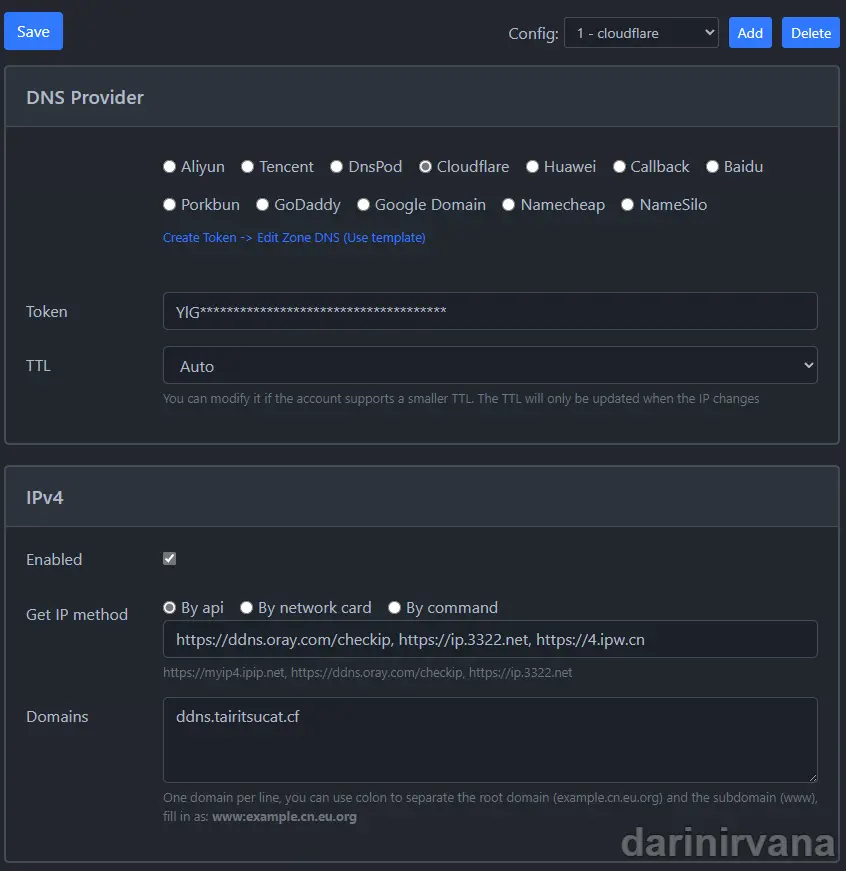 Save Config: 1 - cloudflare Add Delete
DNS Provider
Aliyun Tencent DnsPod Cloudflare Huawei Callback Baidu
Porkbun GoDaddy Google Domain Namecheap NameSilo
Create Token -> Edit Zone DNS (Use template)
Token YlG*************************************
TTL Auto
You can modify it if the account supports a smaller TTL. The TTL will only be updated when the IP changes
IPv4
Enabled
Get IP method By api By network card By command
https://ddns.oray.com/checkip, https://ip.3322.net, https://4.ipw.cn
https://myip4.ipip.net, https://ddns.oray.com/checkip, https://ip.3322.net
Domains ddns.tairitsucat.cf
One domain per line, you can use colon to separate the root domain (example.cn.eu.org) and the subdomain (www),
fill in as: www:example.cn.eu.org
darinirvana